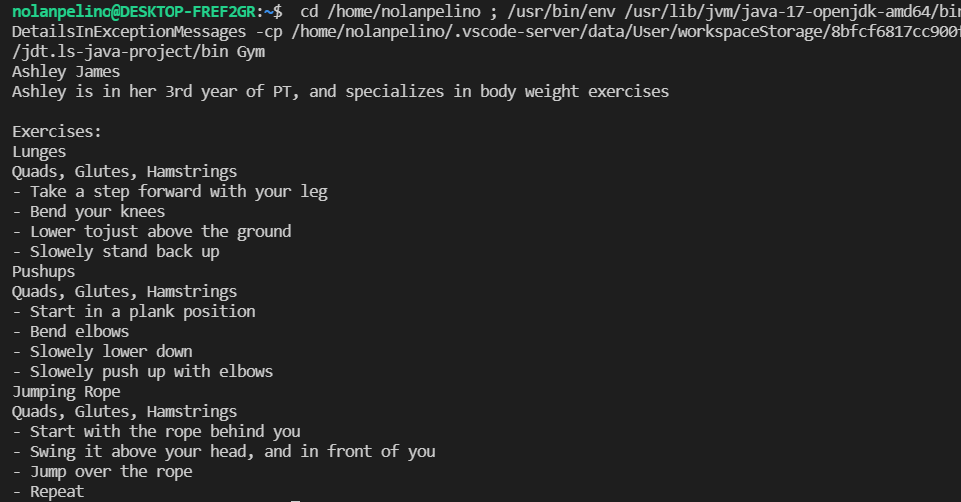 nolanpelino@DESKTOP-FREF2GR:~$  cd /home/nolanpelino ; /usr/bin/env /usr/lib/jvm/java-17-openjdk-amd64/bin
DetailsInExceptionMessages -cp /home/nolanpelino/.vscode-server/data/User/workspaceStorage/8bfcf6817cc900f
/jdt.ls-java-project/bin Gym
Ashley James
Ashley is in her 3rd year of PT, and specializes in body weight exercises

Exercises:
Lunges
Quads, Glutes, Hamstrings
- Take a step forward with your leg
- Bend your knees
- Lower tojust above the ground
- Slowely stand back up
Pushups
Quads, Glutes, Hamstrings
- Start in a plank position
- Bend elbows
- Slowely lower down
- Slowely push up with elbows
Jumping Rope
Quads, Glutes, Hamstrings
- Start with the rope behind you
- Swing it above your head, and in front of you
- Jump over the rope
- Repeat